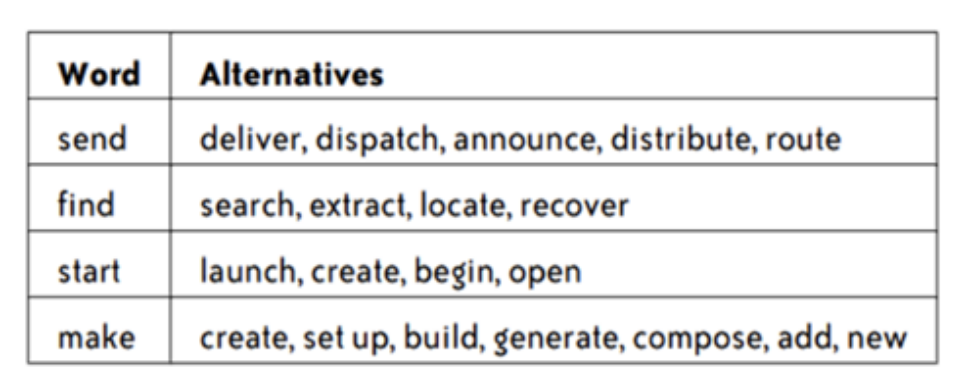 Word Alternatives
send deliver, dispatch, announce, distribute, route
find search, extract, locate, recover
start launch, create, begin, open
make create, set up, build, generate, compose, add, new